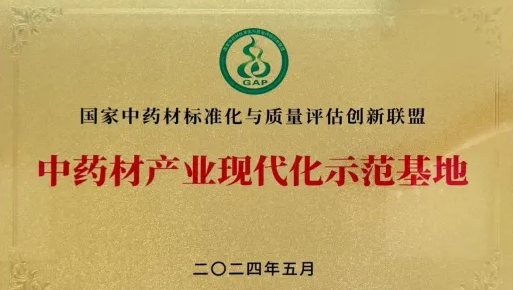 GAP
国家中药材标准化与质量评估创新联盟
中药材产业现代化示范基地
二〇二四年五月